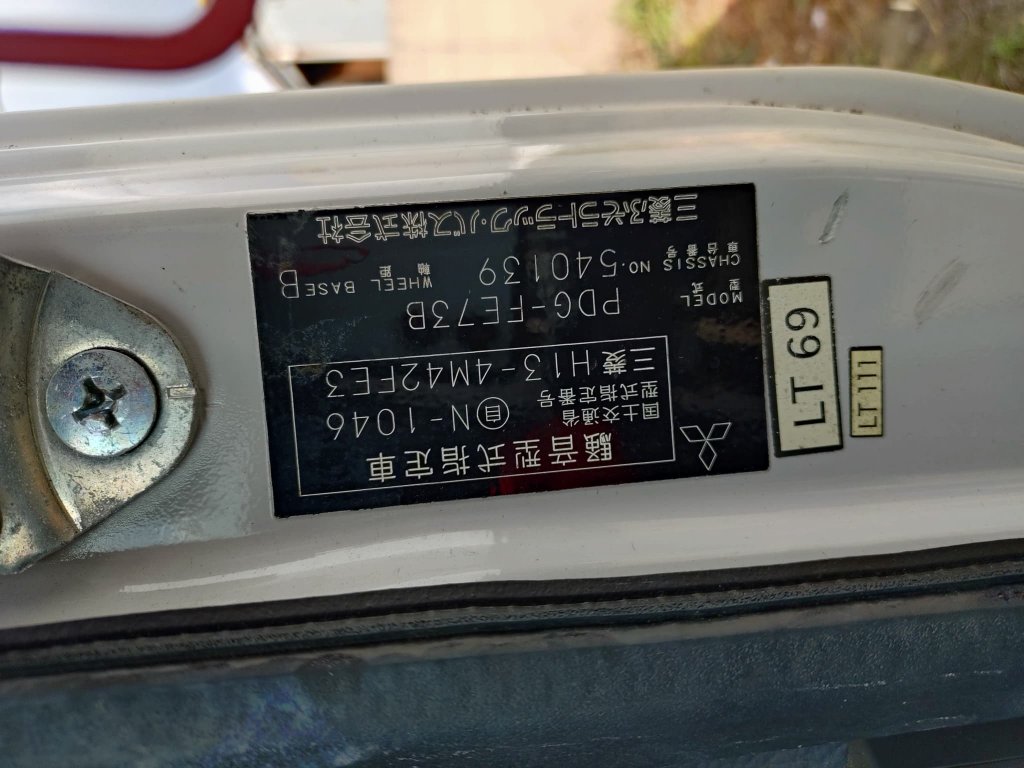 騒音型式指定車
国土交通省
型式指定番号
自N-1046
三菱 H13-4M42FE3
MODEL 型式 PDG-FE73B
CHASSIS NO. 車台番号 540139 WHEEL BASE 軸距 B
三菱ふそうトラック・バス株式会社
LT 69
LT 111